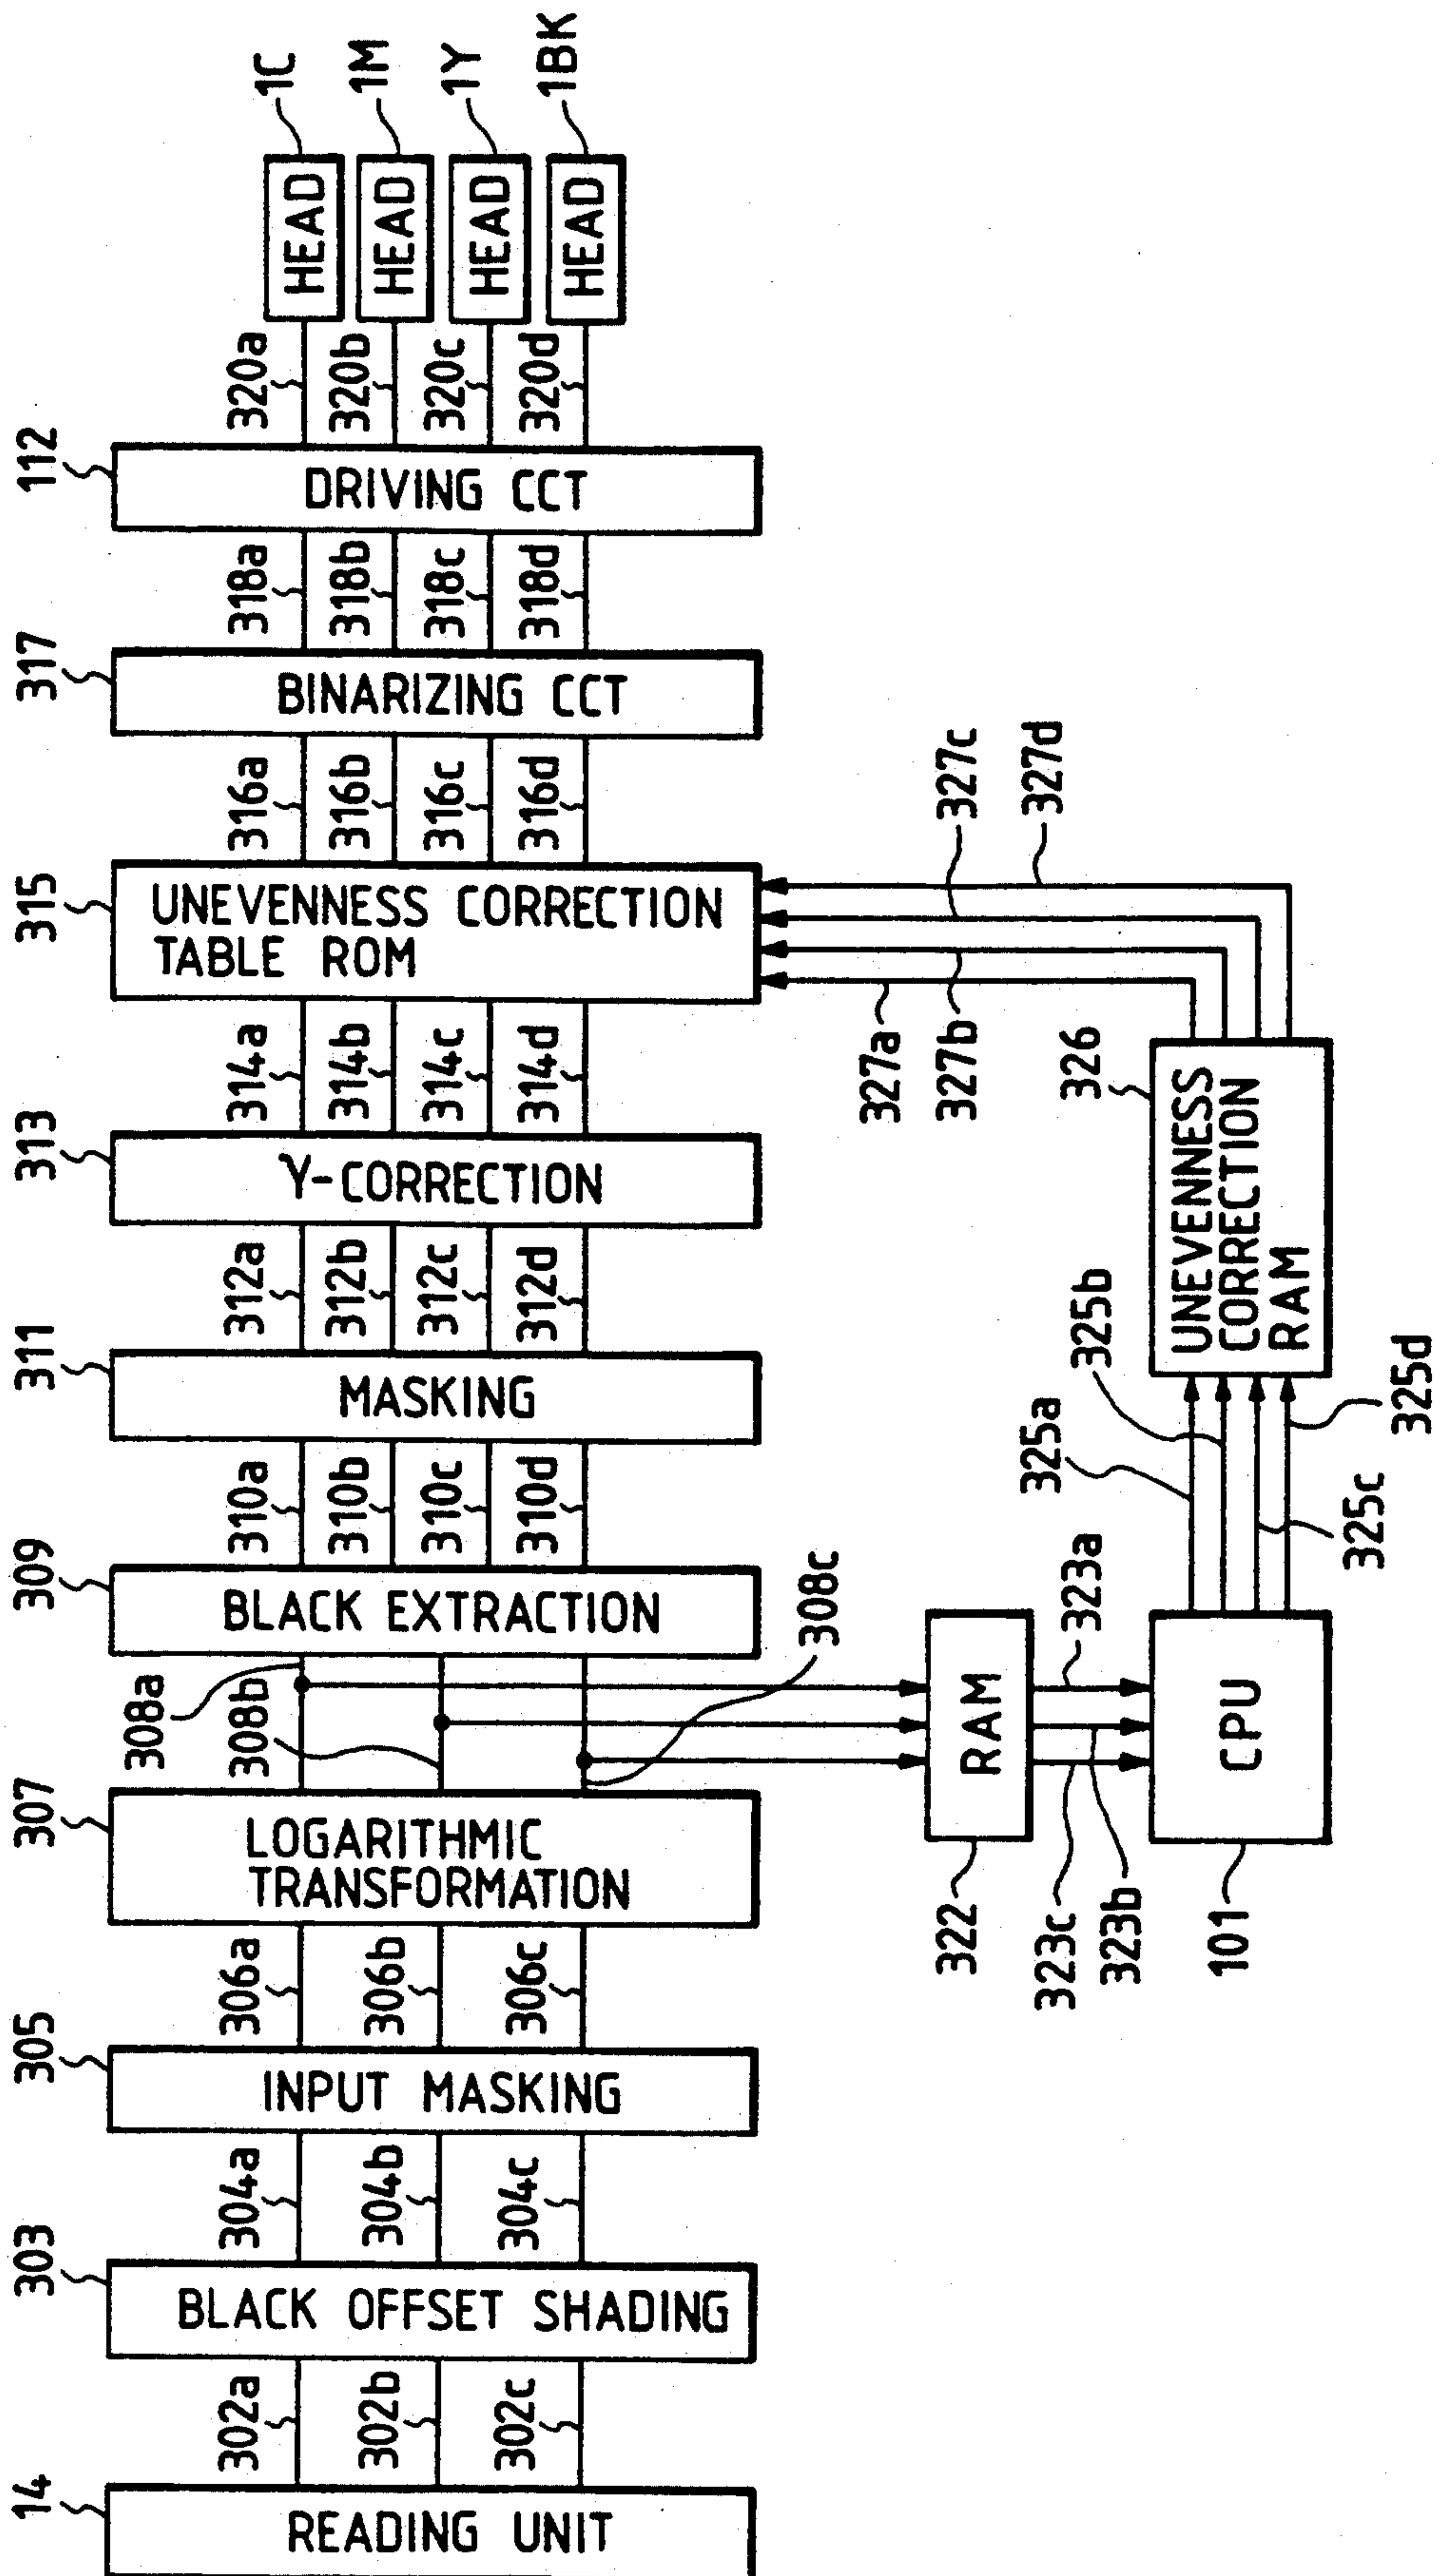 14
READING UNIT
302a
302b
302c
303
BLACK OFFSET SHADING
304a
304b
304c
305
INPUT MASKING
306a
306b
306c
307
LOGARITHMIC
TRANSFORMATION
308a
308b
308c
309
BLACK EXTRACTION
310a
310b
310c
310d
311
MASKING
312a
312b
312c
312d
313
γ-CORRECTION
314a
314b
314c
314d
315
UNEVENNESS CORRECTION
TABLE ROM
316a
316b
316c
316d
317
BINARIZING CCT
318a
318b
318c
318d
112
DRIVING CCT
320a
320b
320c
320d
HEAD
1C
HEAD
1M
HEAD
1Y
HEAD
1BK
322
RAM
323a
323b
323c
101
CPU
325a
325b
325c
325d
326
UNEVENNESS
CORRECTION
RAM
327a
327b
327c
327d